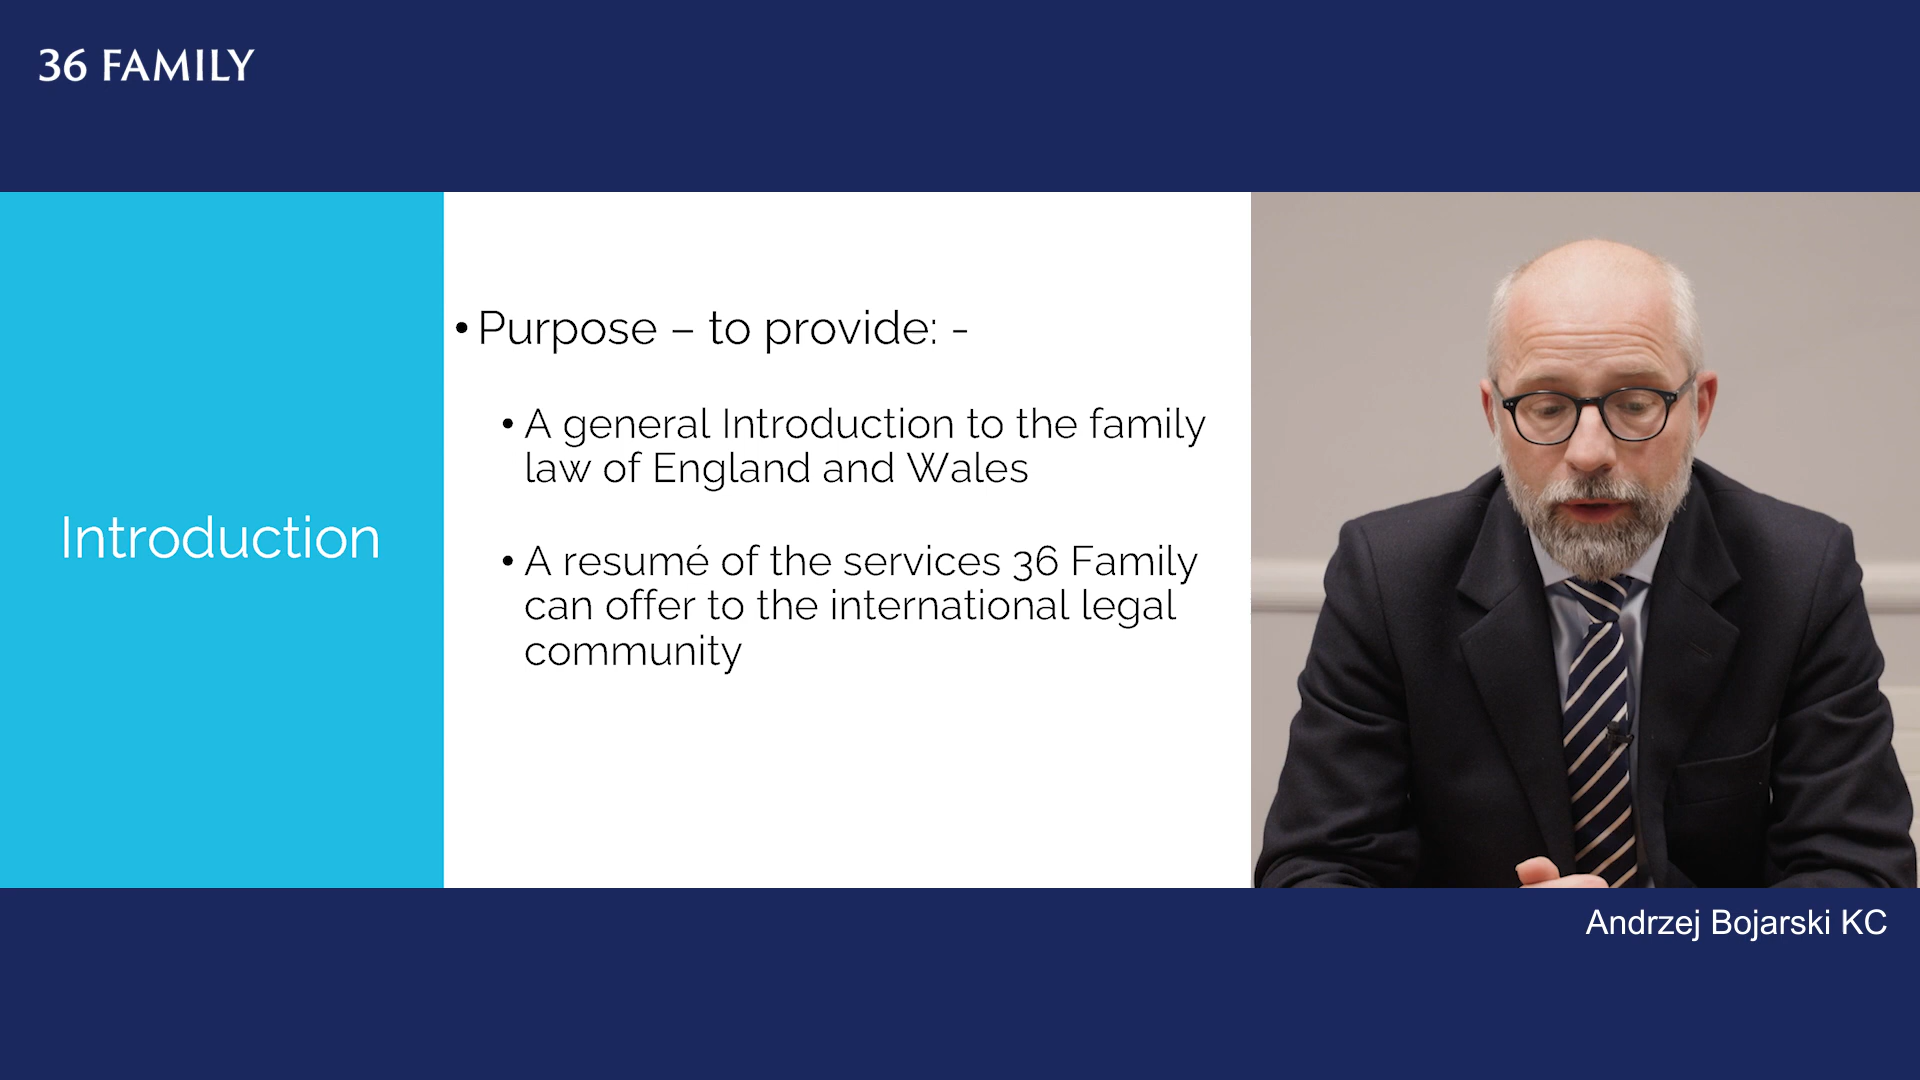 36 FAMILY
Introduction
• Purpose – to provide: -
• A general Introduction to the family
law of England and Wales
• A resumé of the services 36 Family
can offer to the international legal
community
Andrzej Bojarski KC